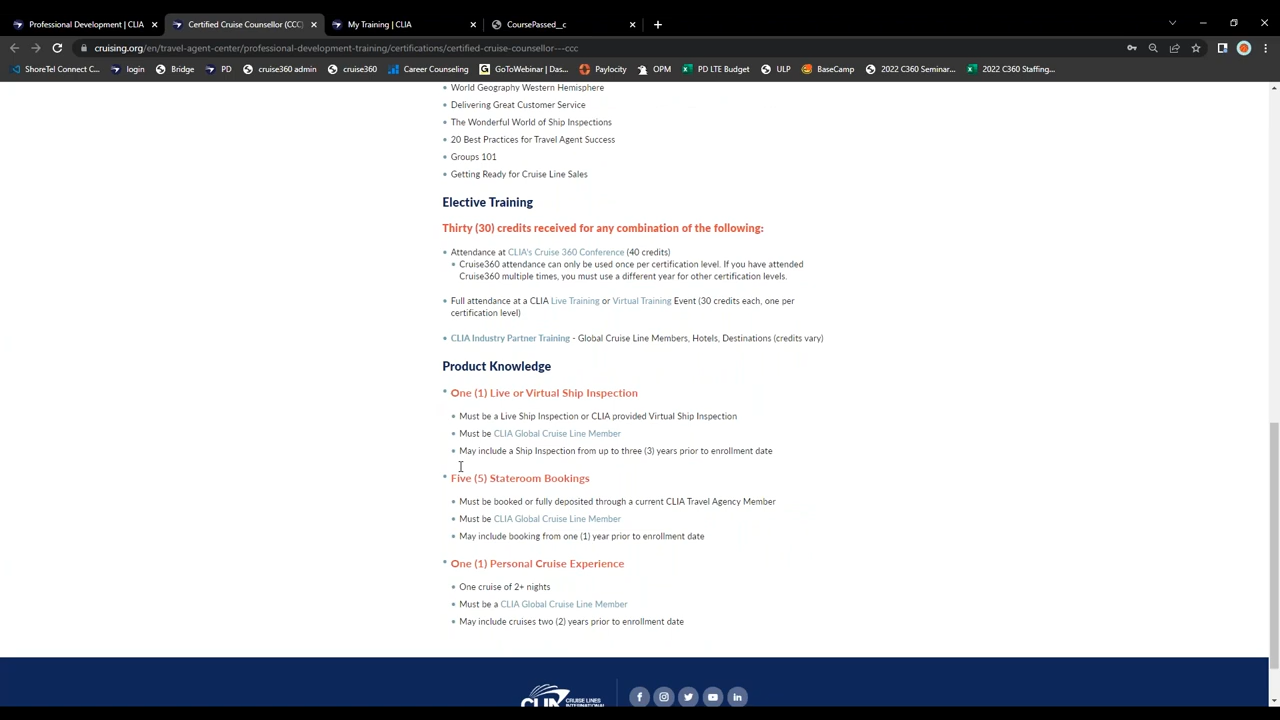 Professional Development | CLIA
Certified Cruise Counsellor (CCC)
My Training | CLIA
CoursePassed__c
cruising.org/en/travel-agent-center/professional-development-training/certifications/certified-cruise-counsellor---ccc
ShoreTel Connect C...
login
Bridge
PD
cruise360 admin
cruise360
Career Counseling
GoToWebinar | Das...
Paylocity
OPM
PD LTE Budget
ULP
BaseCamp
2022 C360 Seminar...
2022 C360 Staffing...
World Geography Western Hemisphere
Delivering Great Customer Service
The Wonderful World of Ship Inspections
20 Best Practices for Travel Agent Success
Groups 101
Getting Ready for Cruise Line Sales
Elective Training
Thirty (30) credits received for any combination of the following:
Attendance at CLIA's Cruise 360 Conference (40 credits)
Cruise360 attendance can only be used once per certification level. If you have attended
Cruise360 multiple times, you must use a different year for other certification levels.
Full attendance at a CLIA Live Training or Virtual Training Event (30 credits each, one per
certification level)
CLIA Industry Partner Training - Global Cruise Line Members, Hotels, Destinations (credits vary)
Product Knowledge
One (1) Live or Virtual Ship Inspection
Must be a Live Ship Inspection or CLIA provided Virtual Ship Inspection
Must be CLIA Global Cruise Line Member
May include a Ship Inspection from up to three (3) years prior to enrollment date
Five (5) Stateroom Bookings
Must be booked or fully deposited through a current CLIA Travel Agency Member
Must be CLIA Global Cruise Line Member
May include booking from one (1) year prior to enrollment date
One (1) Personal Cruise Experience
One cruise of 2+ nights
Must be a CLIA Global Cruise Line Member
May include cruises two (2) years prior to enrollment date
CLIA
CRUISE LINES
INTERNATIONAL